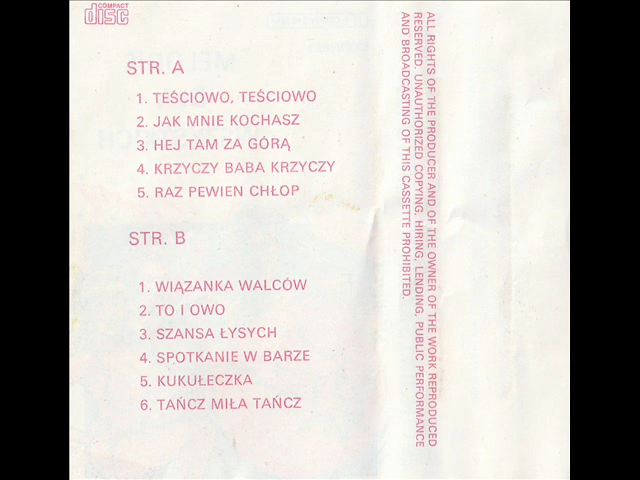 COMPACT
disc
STR. A
1. TEŚCIOWO, TEŚCIOWO
2. JAK MNIE KOCHASZ
3. HEJ TAM ZA GÓRĄ
4. KRZYCZY BABA KRZYCZY
5. RAZ PEWIEN CHŁOP
STR. B
1. WIĄZANKA WALCÓW
2. TO I OWO
3. SZANSA ŁYSYCH
4. SPOTKANIE W BARZE
5. KUKUŁECZKA
6. TAŃCZ MIŁA TAŃCZ
ALL RIGHTS OF THE PRODUCER AND OF THE OWNER OF THE WORK REPRODUCED
RESERVED. UNAUTHORIZED COPYING, HIRING, LENDING, PUBLIC PERFORMANCE
AND BROADCASTING OF THIS CASSETTE PROHIBITED.